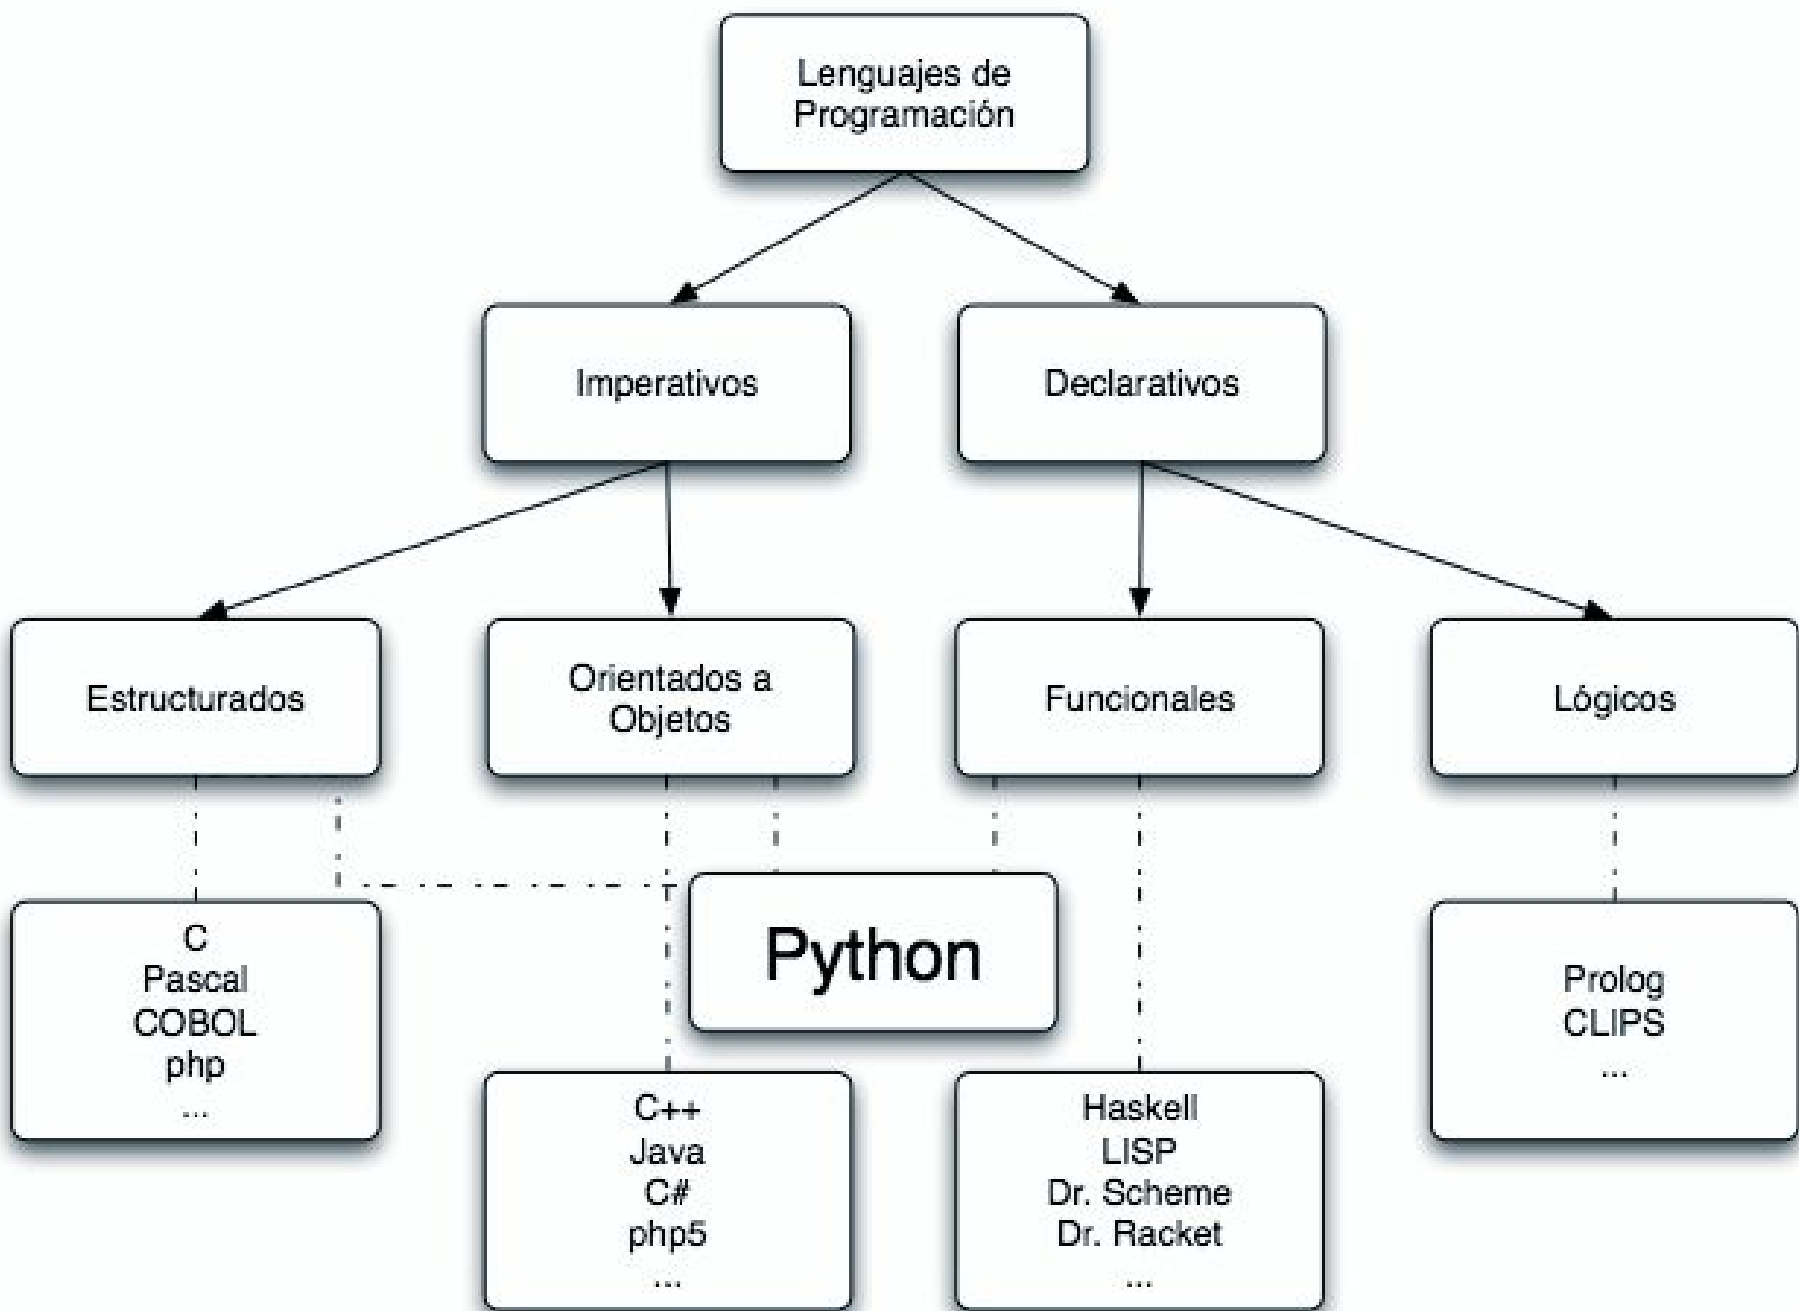 Lenguajes de
Programación
Imperativos
Declarativos
Estructurados
Orientados a
Objetos
Funcionales
Lógicos
C
Pascal
COBOL
php
...
Python
Prolog
CLIPS
...
C++
Java
C#
php5
...
Haskell
LISP
Dr. Scheme
Dr. Racket
...